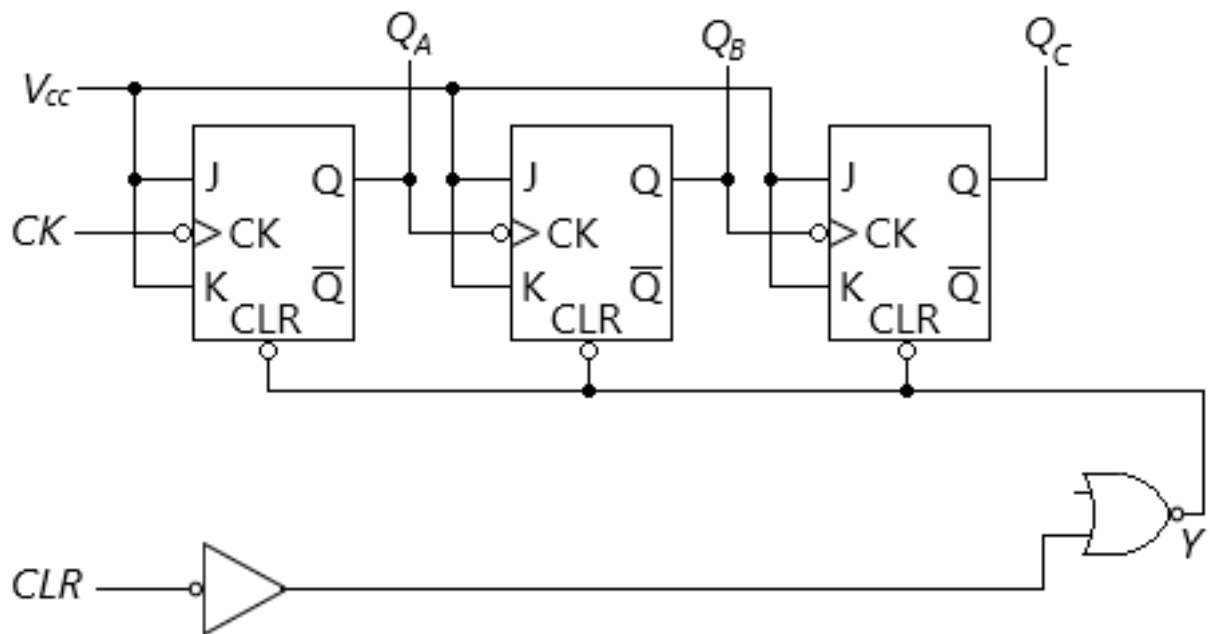 Q_A Q_B Q_C
V_cc
J Q J Q J Q
CK CK CK CK
K Q̅ K Q̅ K Q̅
CLR CLR CLR
Y
CLR